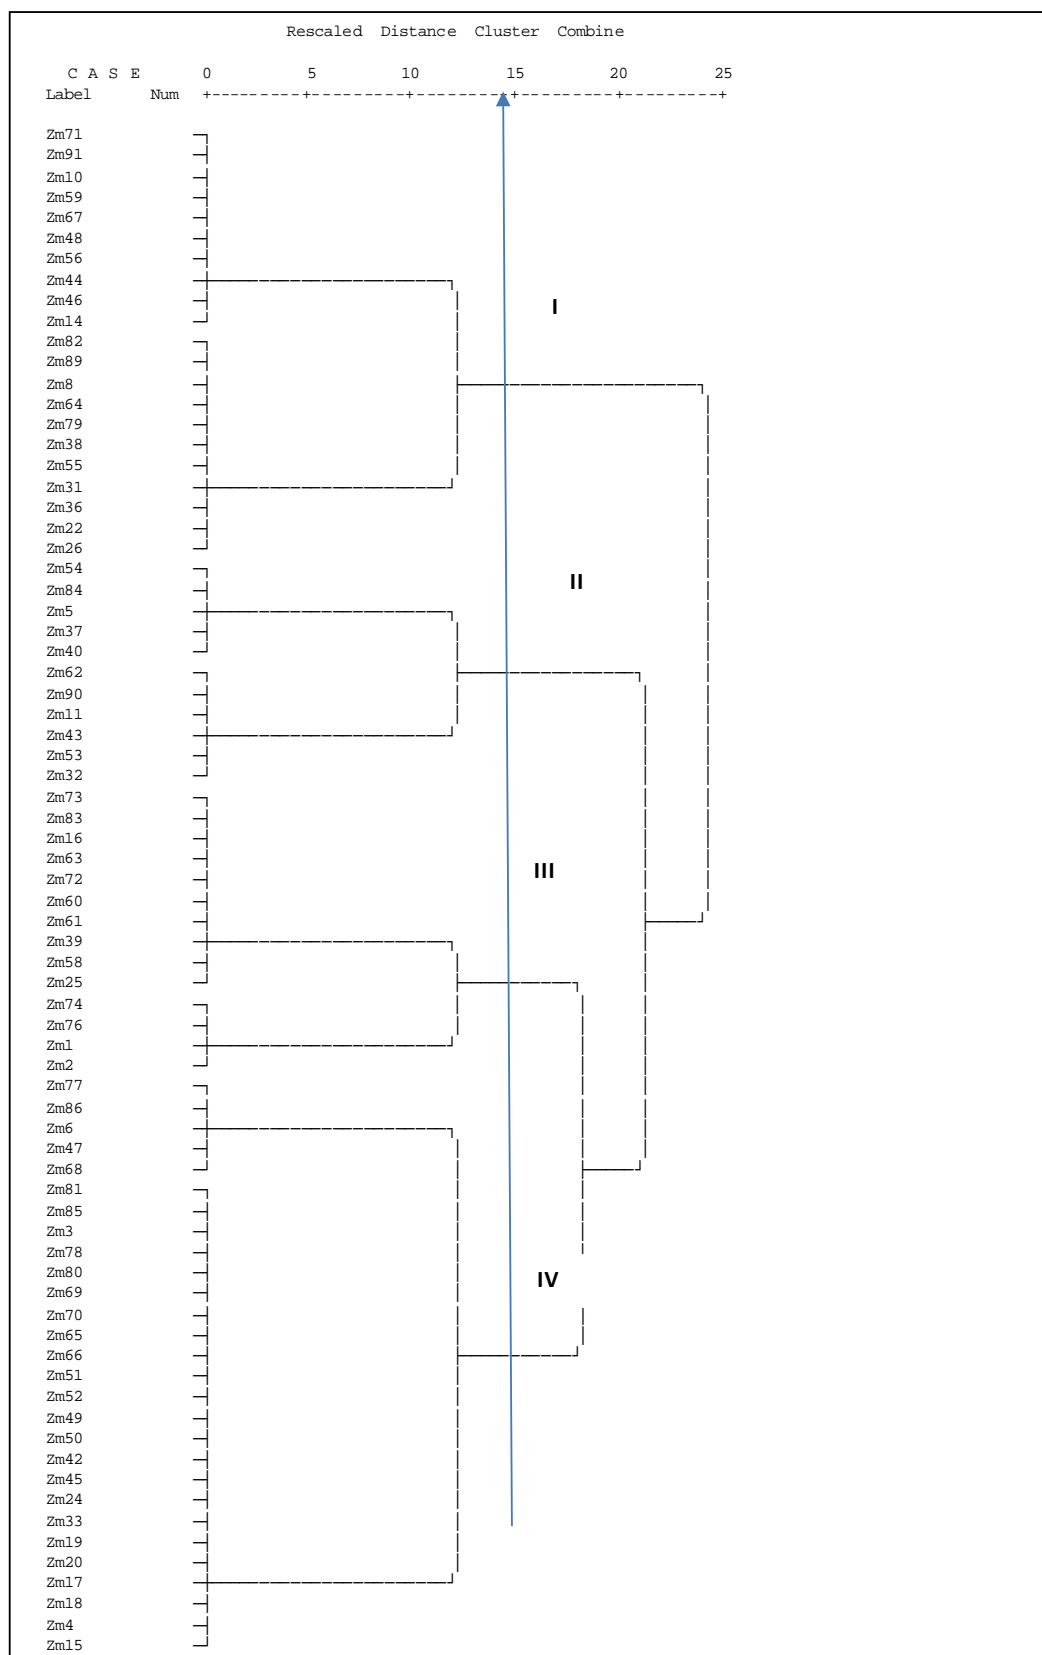 Rescaled Distance Cluster Combine
C A S E 0 5 10 15 20 25
Label Num +---------+---------+---------+---------+---------+
Zm71
Zm91
Zm10
Zm59
Zm67
Zm48
Zm56
Zm44
Zm46
I
Zm14
Zm82
Zm89
Zm8
Zm64
Zm79
Zm38
Zm55
Zm31
Zm36
Zm22
Zm26
Zm54
II
Zm84
Zm5
Zm37
Zm40
Zm62
Zm90
Zm11
Zm43
Zm53
Zm32
Zm73
Zm83
Zm16
Zm63
III
Zm72
Zm60
Zm61
Zm39
Zm58
Zm25
Zm74
Zm76
Zm1
Zm2
Zm77
Zm86
Zm6
Zm47
Zm68
Zm81
Zm85
Zm3
Zm78
Zm80
IV
Zm69
Zm70
Zm65
Zm66
Zm51
Zm52
Zm49
Zm50
Zm42
Zm45
Zm24
Zm33
Zm19
Zm20
Zm17
Zm18
Zm4
Zm15